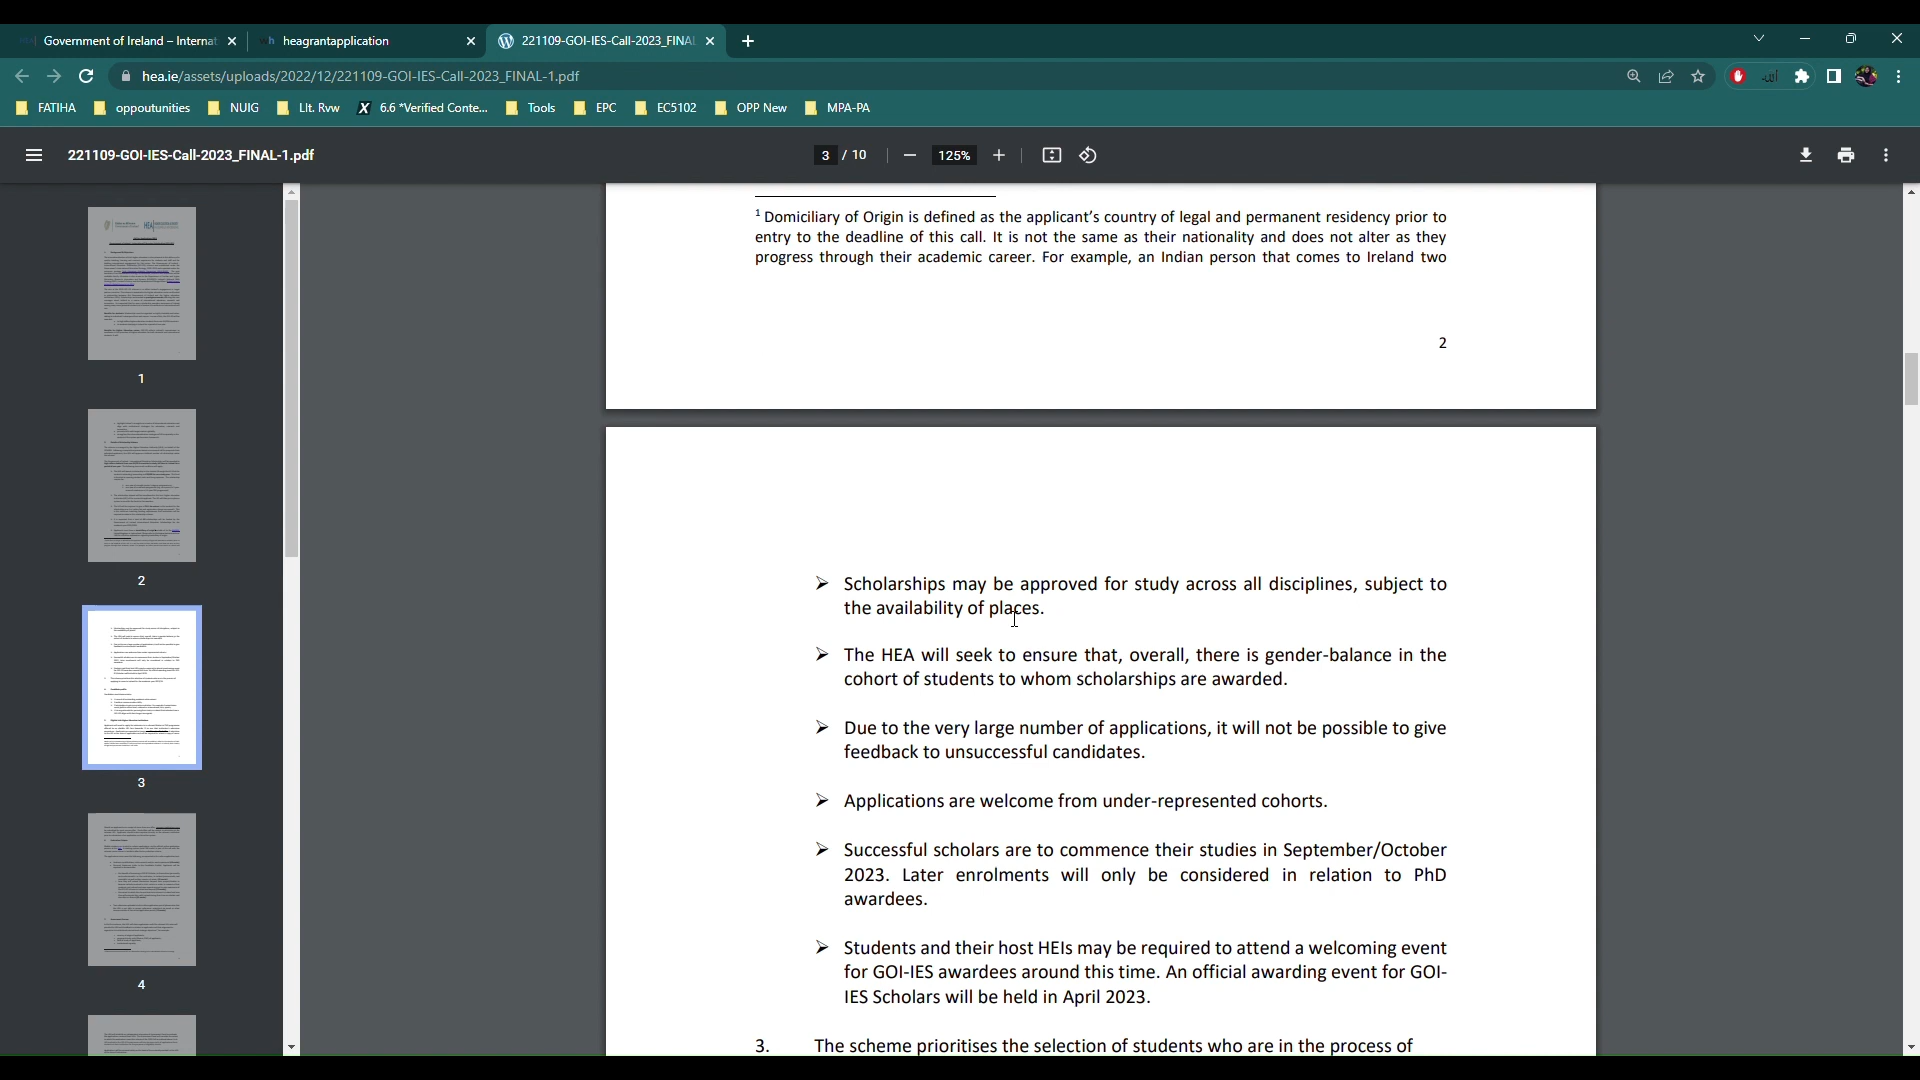 Government of Ireland – Internat
heagrantapplication
221109-GOI-IES-Call-2023_FINAL
hea.ie/assets/uploads/2022/12/221109-GOI-IES-Call-2023_FINAL-1.pdf
FATIHA
oppoutunities
NUIG
LIt. Rvw
6.6 *Verified Conte...
Tools
EPC
EC5102
OPP New
MPA-PA
221109-GOI-IES-Call-2023_FINAL-1.pdf
3 / 10
125%
1
2
3
4
1 Domiciliary of Origin is defined as the applicant's country of legal and permanent residency prior to
entry to the deadline of this call. It is not the same as their nationality and does not alter as they
progress through their academic career. For example, an Indian person that comes to Ireland two
2
➢ Scholarships may be approved for study across all disciplines, subject to
the availability of places.
➢ The HEA will seek to ensure that, overall, there is gender-balance in the
cohort of students to whom scholarships are awarded.
➢ Due to the very large number of applications, it will not be possible to give
feedback to unsuccessful candidates.
➢ Applications are welcome from under-represented cohorts.
➢ Successful scholars are to commence their studies in September/October
2023. Later enrolments will only be considered in relation to PhD
awardees.
➢ Students and their host HEIs may be required to attend a welcoming event
for GOI-IES awardees around this time. An official awarding event for GOI-
IES Scholars will be held in April 2023.
3. The scheme prioritises the selection of students who are in the process of